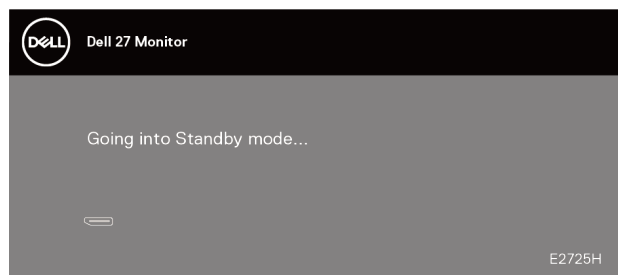 DELL
Dell 27 Monitor
Going into Standby mode...
E2725H